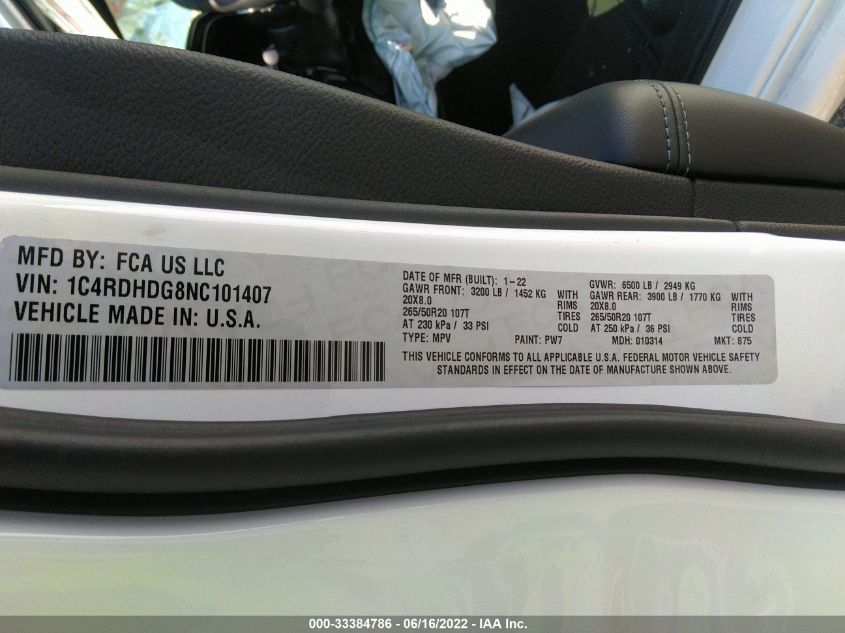 MFD BY: FCA US LLC
VIN: 1C4RDHDG8NC101407
VEHICLE MADE IN: U.S.A.
DATE OF MFR (BUILT): 1-22
GAWR FRONT: 3200 LB / 1452 KG WITH
20X8.0 RIMS
265/50R20 107T TIRES
AT 230 kPa / 33 PSI COLD
TYPE: MPV PAINT: PW7
GVWR: 6500 LB / 2949 KG
GAWR REAR: 3900 LB / 1770 KG WITH
20X8.0 RIMS
265/50R20 107T TIRES
AT 250 kPa / 36 PSI COLD
MDH: 010314 MKT: 875
THIS VEHICLE CONFORMS TO ALL APPLICABLE U.S.A. FEDERAL MOTOR VEHICLE SAFETY
STANDARDS IN EFFECT ON THE DATE OF MANUFACTURE SHOWN ABOVE.
000-33384786 - 06/16/2022 - IAA Inc.